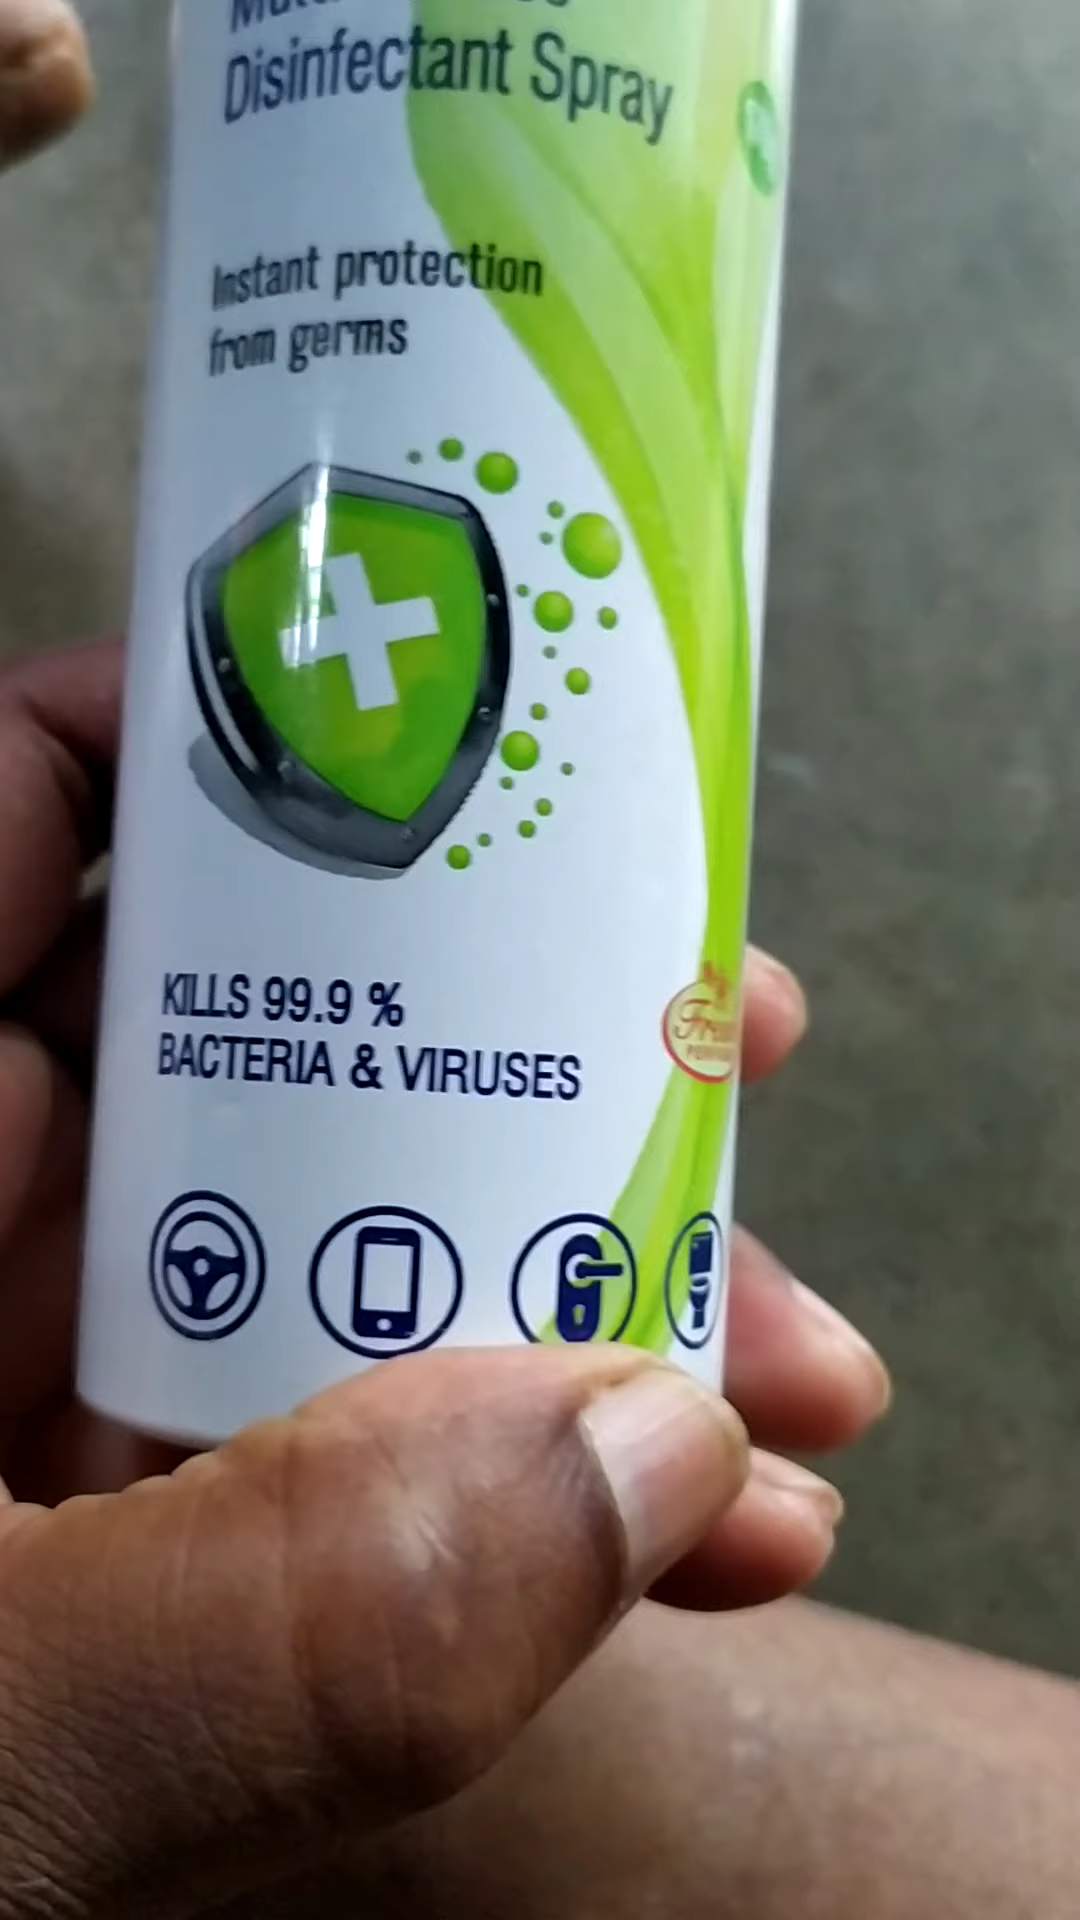 Disinfectant Spray
Instant protection
from germs
KILLS 99.9 %
BACTERIA & VIRUSES